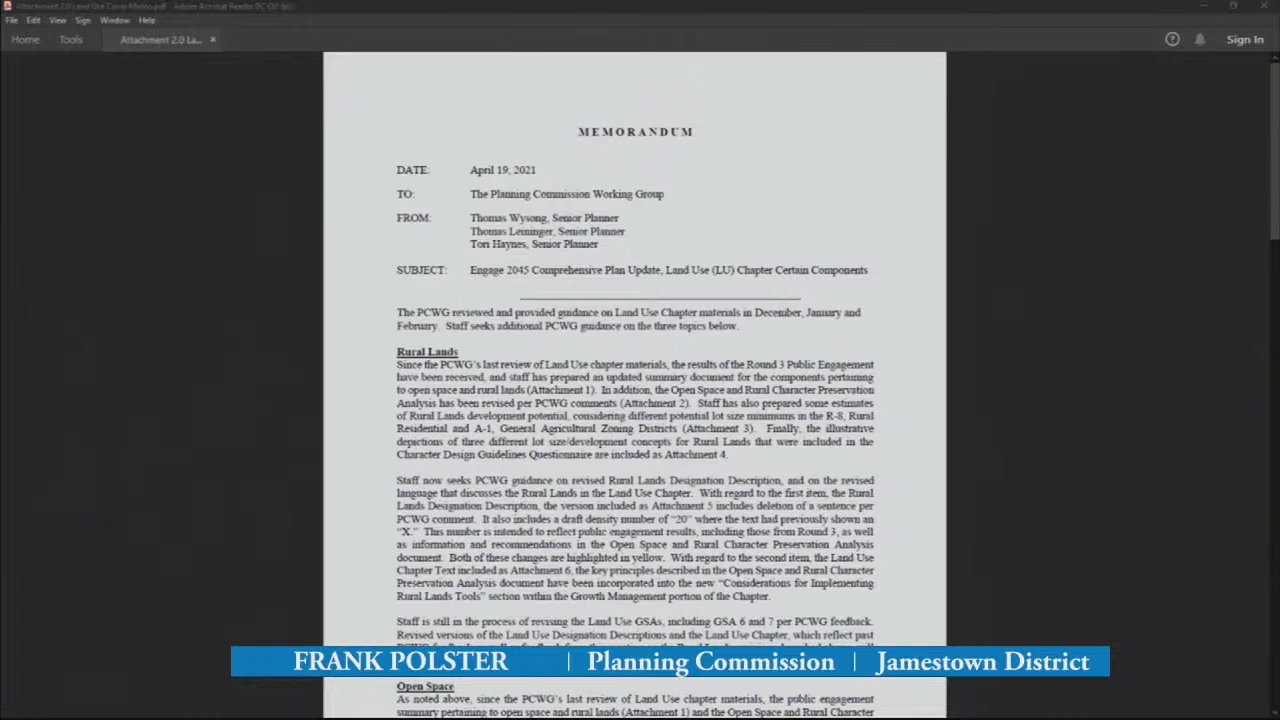 Attachment 2.0 Land Use Cover Memo.pdf - Adobe Acrobat Reader DC
File Edit View Sign Window Help
Home Tools Attachment 2.0 La... × Sign In
MEMORANDUM
DATE: April 19, 2021
TO: The Planning Commission Working Group
FROM: Thomas Wysong, Senior Planner
Thomas Leininger, Senior Planner
Tori Haynes, Senior Planner
SUBJECT: Engage 2045 Comprehensive Plan Update, Land Use (LU) Chapter Certain Components
The PCWG reviewed and provided guidance on Land Use Chapter materials in December, January and
February. Staff seeks additional PCWG guidance on the three topics below.
Rural Lands
Since the PCWG's last review of Land Use chapter materials, the results of the Round 3 Public Engagement
have been received, and staff has prepared an updated summary document for the components pertaining
to open space and rural lands (Attachment 1). In addition, the Open Space and Rural Character Preservation
Analysis has been revised per PCWG comments (Attachment 2). Staff has also prepared some estimates
of Rural Lands development potential, considering different potential lot size minimums in the R-8, Rural
Residential and A-1, General Agricultural Zoning Districts (Attachment 3). Finally, the illustrative
depictions of three different lot size/development concepts for Rural Lands that were included in the
Character Design Guidelines Questionnaire are included as Attachment 4.
Staff now seeks PCWG guidance on revised Rural Lands Designation Description, and on the revised
language that discusses the Rural Lands in the Land Use Chapter. With regard to the first item, the Rural
Lands Designation Description, the version included as Attachment 5 includes deletion of a sentence per
PCWG comment. It also includes a draft density number of "20" where the text had previously shown an
"X." This number is intended to reflect public engagement results, including those from Round 3, as well
as information and recommendations in the Open Space and Rural Character Preservation Analysis
document. Both of these changes are highlighted in yellow. With regard to the second item, the Land Use
Chapter Text included as Attachment 6, the key principles described in the Open Space and Rural Character
Preservation Analysis document have been incorporated into the new "Considerations for Implementing
Rural Lands Tools" section within the Growth Management portion of the Chapter.
Staff is still in the process of revising the Land Use GSAs, including GSA 6 and 7 per PCWG feedback.
Revised versions of the Land Use Designation Descriptions and the Land Use Chapter, which reflect past
FRANK POLSTER | Planning Commission | Jamestown District
Open Space
As noted above, since the PCWG's last review of Land Use chapter materials, the public engagement
summary pertaining to open space and rural lands (Attachment 1) and the Open Space and Rural Character